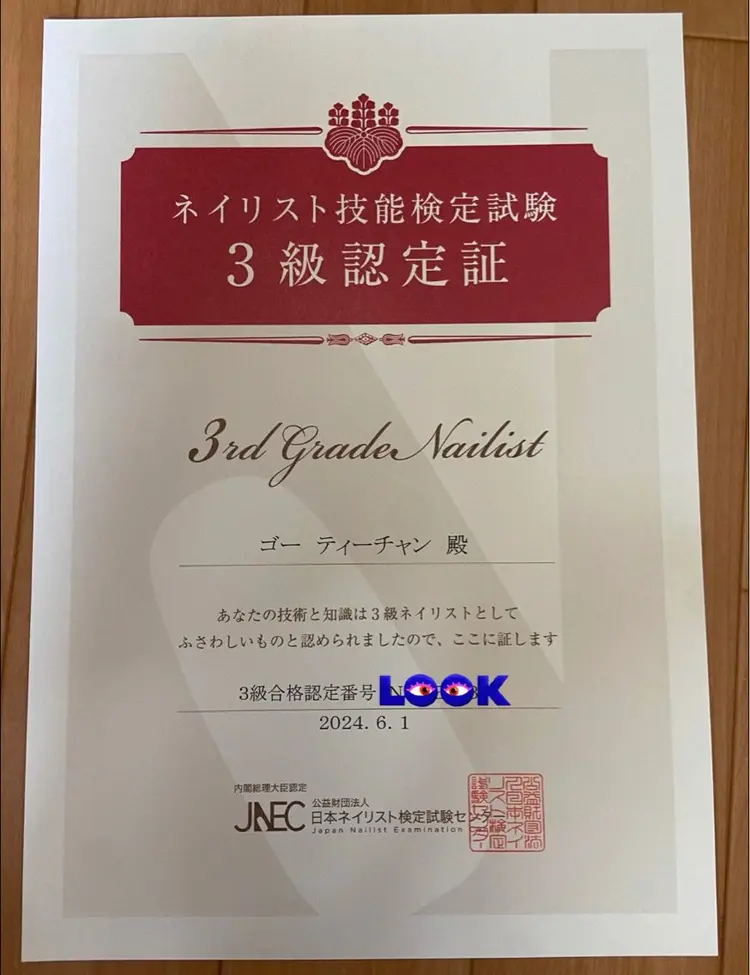 ネイリスト技能検定試験
3級認定証
3rd Grade Nailist
ゴー ティーチャン 殿
あなたの技術と知識は3級ネイリストとして
ふさわしいものと認められましたので、ここに証します
3級合格認定番号
LOOK
2024. 6. 1
内閣総理大臣認定
JNEC
公益財団法人
日本ネイリスト検定試験センター
Japan Nailist Examination